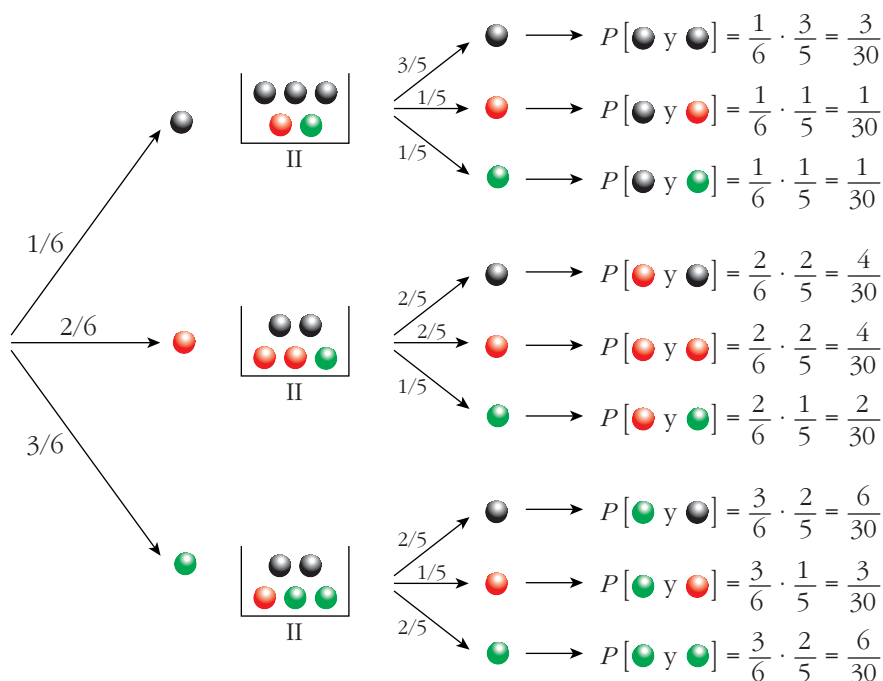 3/5
P[ y ] = 1/6 · 3/5 = 3/30
1/5
P[ y ] = 1/6 · 1/5 = 1/30
II
1/5
P[ y ] = 1/6 · 1/5 = 1/30
1/6
2/5
P[ y ] = 2/6 · 2/5 = 4/30
2/6
2/5
P[ y ] = 2/6 · 2/5 = 4/30
II
1/5
P[ y ] = 2/6 · 1/5 = 2/30
3/6
2/5
P[ y ] = 3/6 · 2/5 = 6/30
1/5
P[ y ] = 3/6 · 1/5 = 3/30
II
2/5
P[ y ] = 3/6 · 2/5 = 6/30